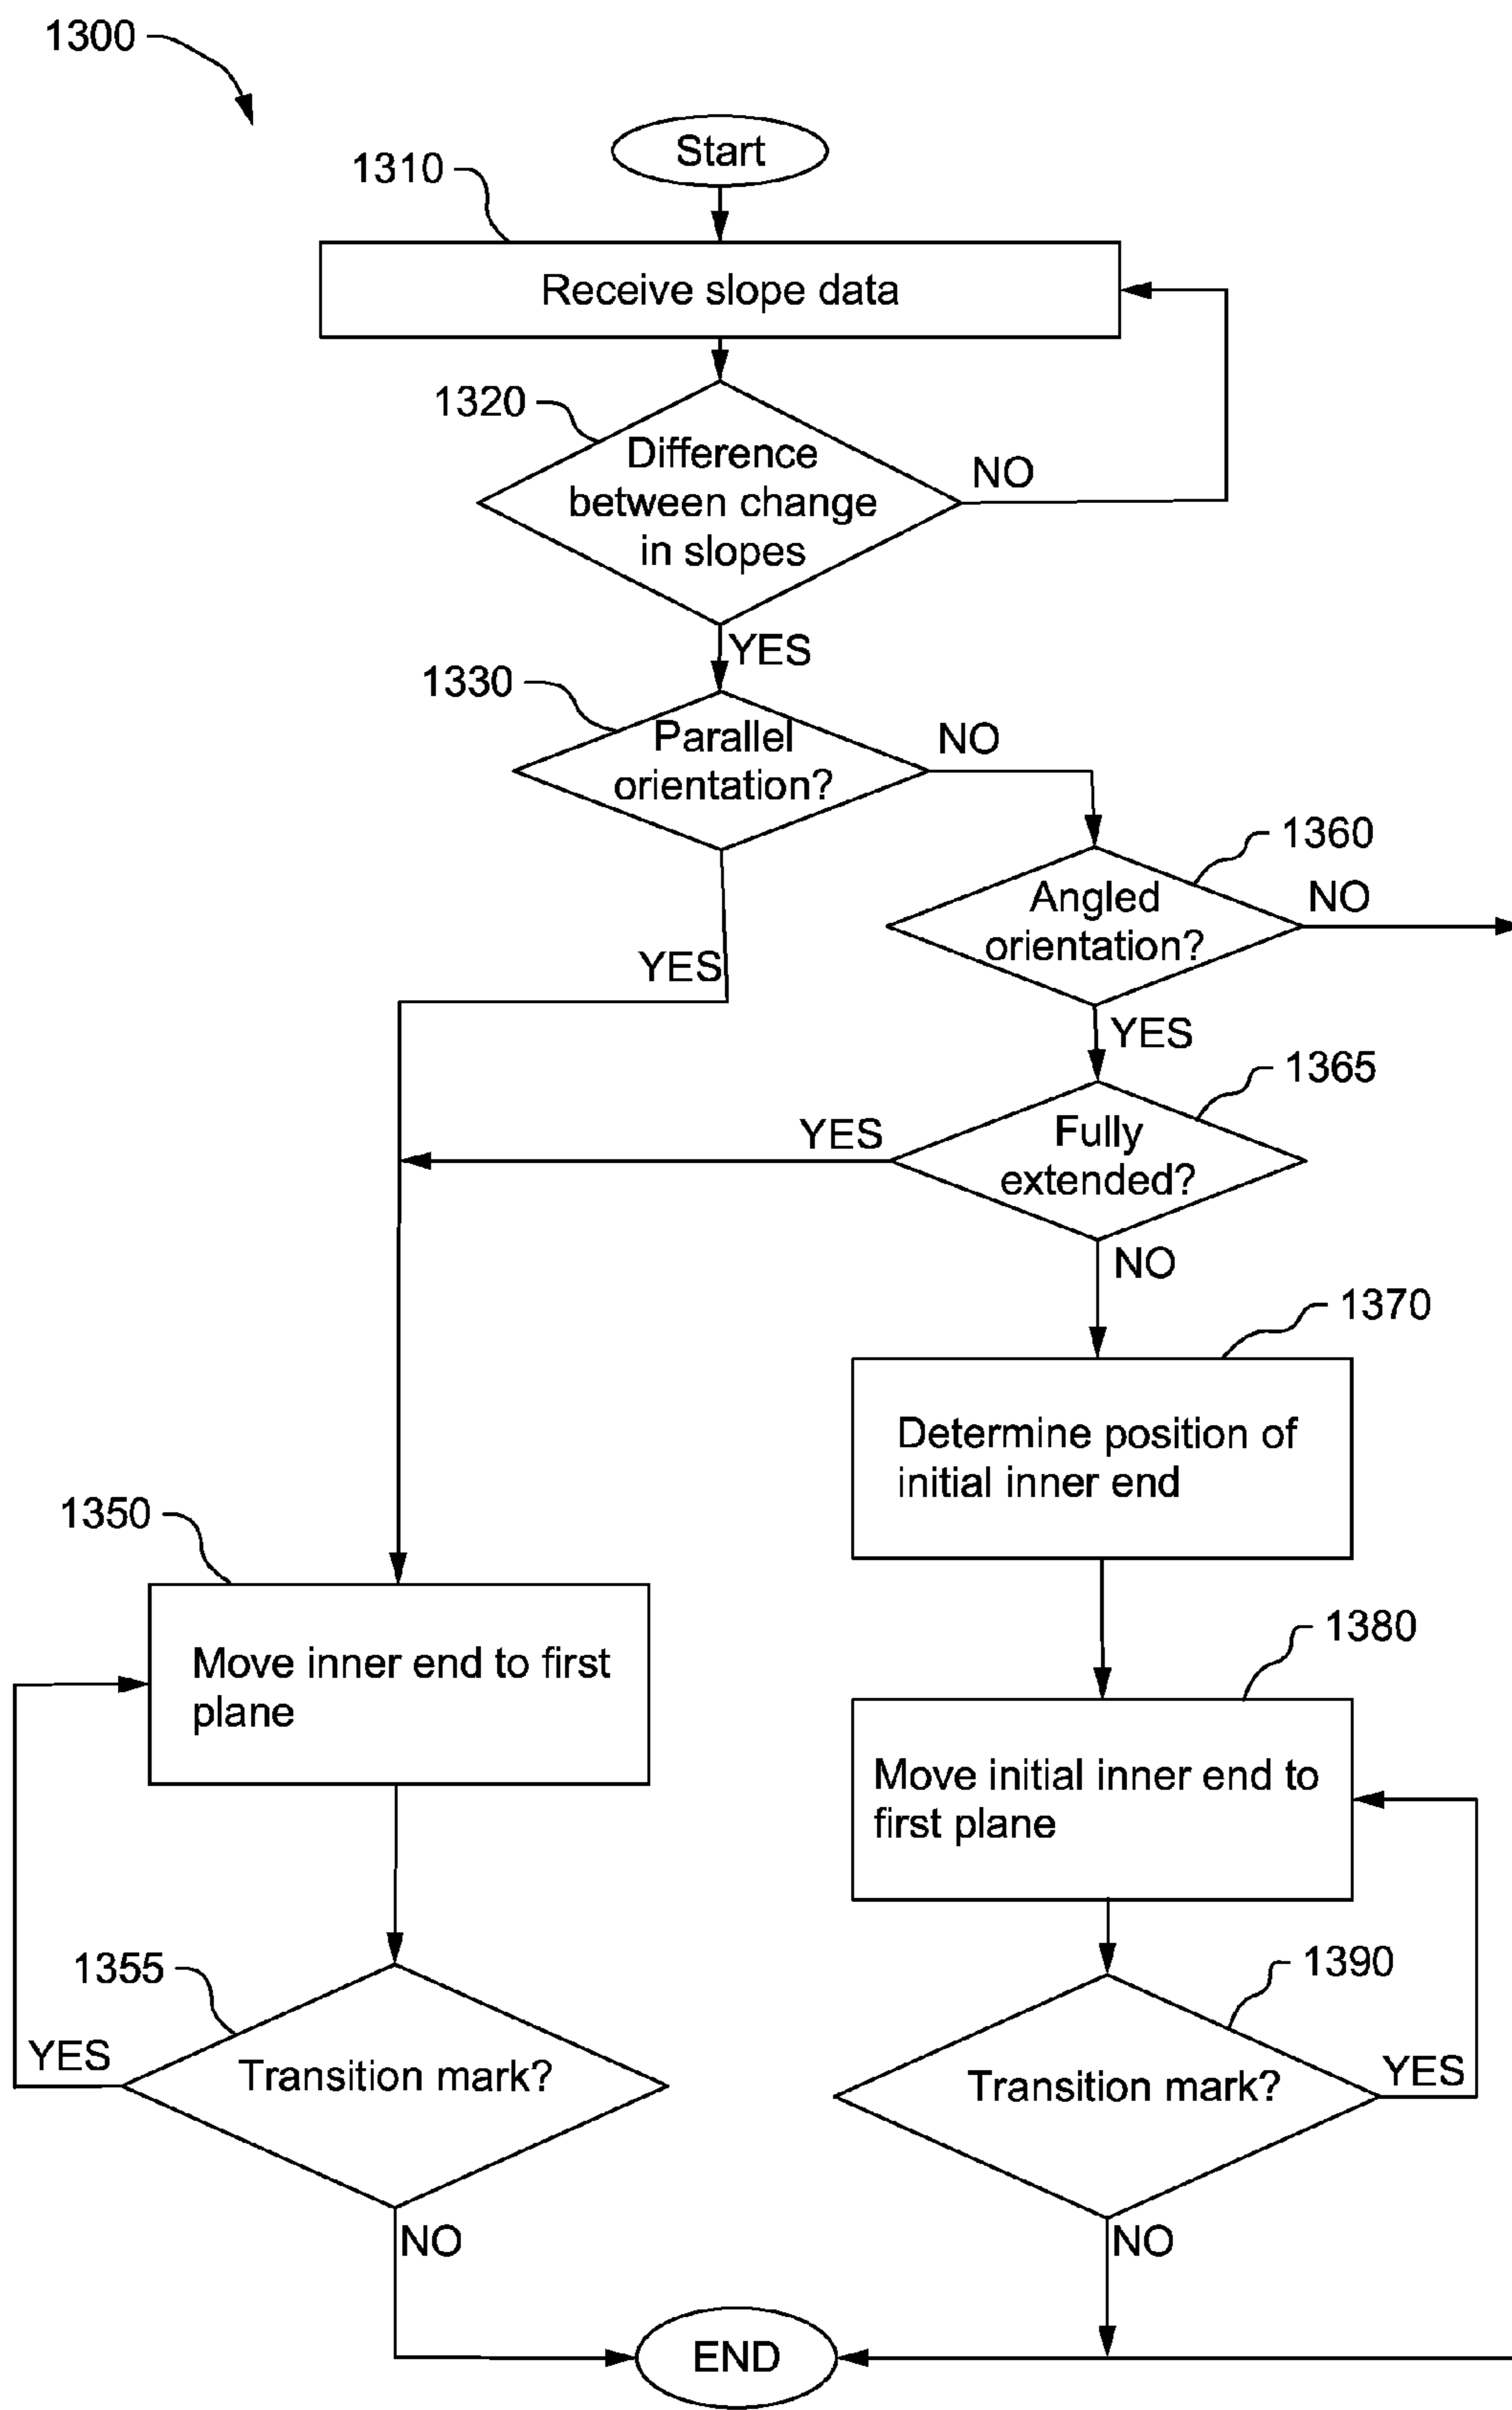 1300
Start
1310
Receive slope data
1320
Difference
between change
in slopes
NO
YES
1330
Parallel
orientation?
NO
1360
Angled
orientation?
NO
YES
YES
1365
Fully
extended?
YES
NO
1370
Determine position of
initial inner end
1350
Move inner end to first
plane
1380
Move initial inner end to
first plane
1355
Transition mark?
YES
1390
Transition mark?
YES
NO
NO
END